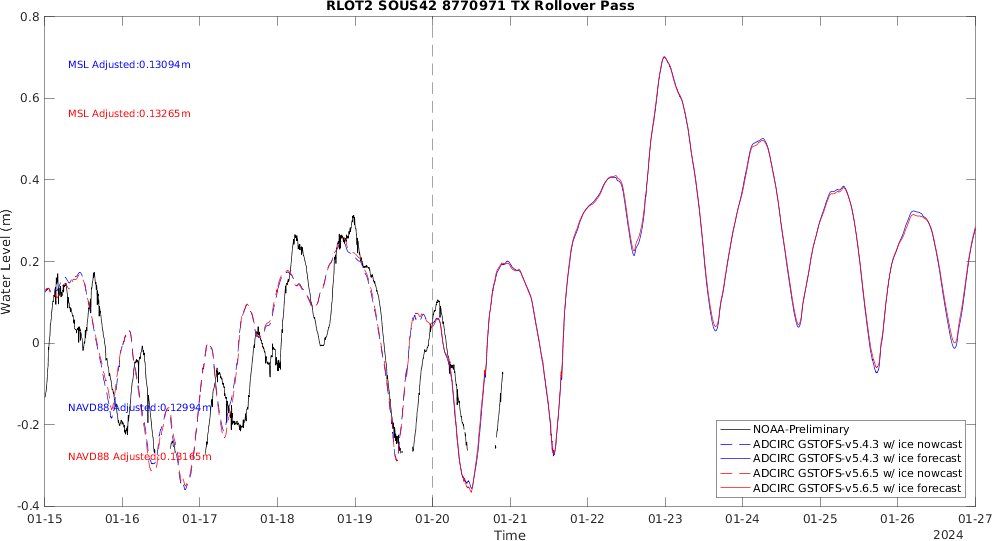 RLOT2 SOUS42 8770971 TX Rollover Pass
MSL Adjusted:0.13094m
MSL Adjusted:0.13265m
NAVD88 Adjusted:0.12994m
NAVD88 Adjusted:0.13165m
Water Level (m)
0.8
0.6
0.4
0.2
0
-0.2
-0.4
NOAA-Preliminary
ADCIRC GSTOFS-v5.4.3 w/ ice nowcast
ADCIRC GSTOFS-v5.4.3 w/ ice forecast
ADCIRC GSTOFS-v5.6.5 w/ ice nowcast
ADCIRC GSTOFS-v5.6.5 w/ ice forecast
01-15 01-16 01-17 01-18 01-19 01-20 01-21 01-22 01-23 01-24 01-25 01-26 01-27
Time
2024